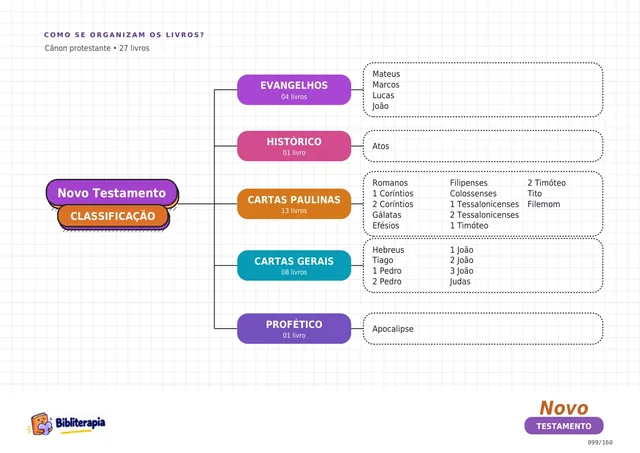 COMO SE ORGANIZAM OS LIVROS?
Cânon protestante • 27 livros
Novo Testamento
CLASSIFICAÇÃO
EVANGELHOS
04 livros
Mateus
Marcos
Lucas
João
HISTÓRICO
01 livro
Atos
CARTAS PAULINAS
13 livros
Romanos
1 Coríntios
2 Coríntios
Gálatas
Efésios
Filipenses
Colossenses
1 Tessalonicenses
2 Tessalonicenses
1 Timóteo
2 Timóteo
Tito
Filemom
CARTAS GERAIS
08 livros
Hebreus
Tiago
1 Pedro
2 Pedro
1 João
2 João
3 João
Judas
PROFÉTICO
01 livro
Apocalipse
Bibliterapia
Novo
TESTAMENTO
099/160